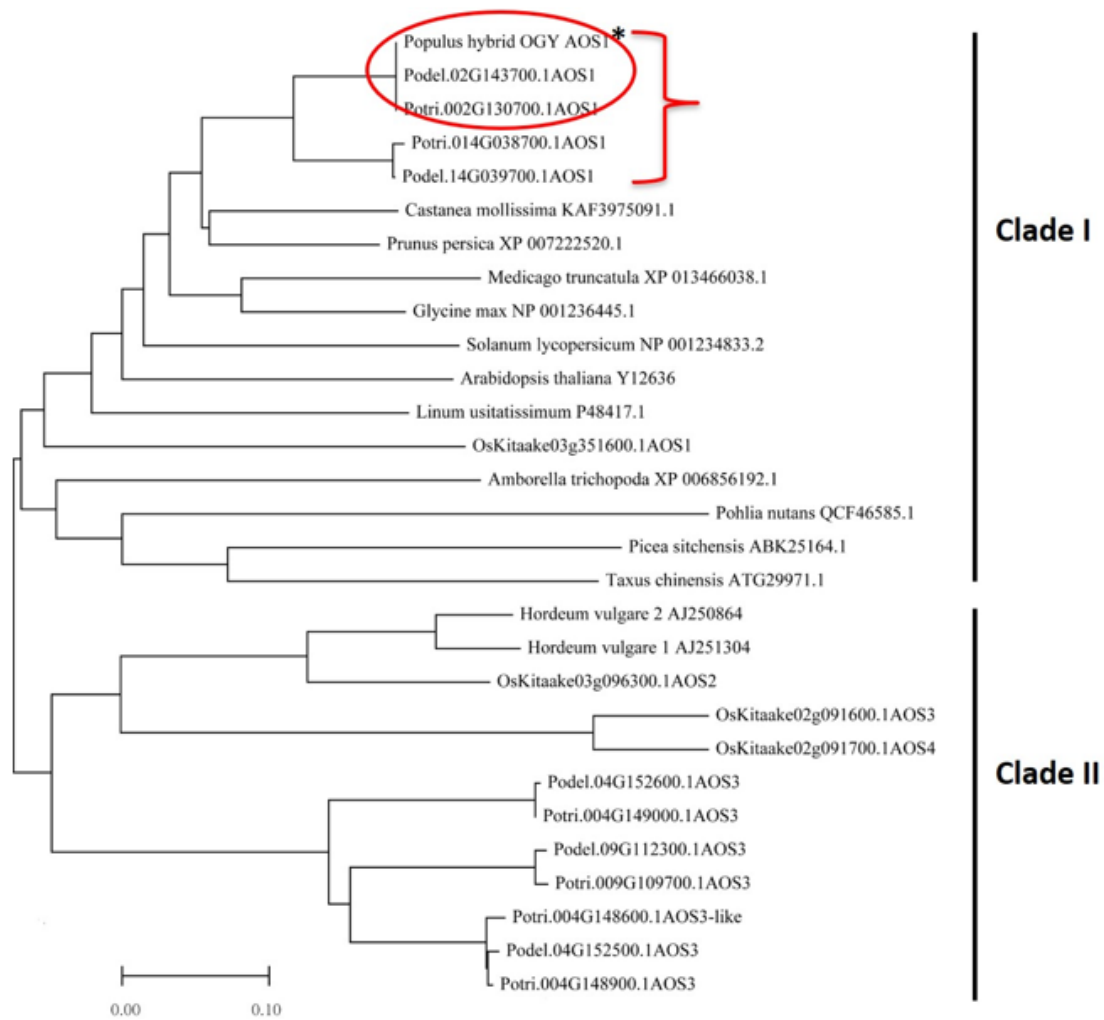 Populus hybrid OGY AOS1*
Podel.02G143700.1AOS1
Potri.002G130700.1AOS1
Potri.014G038700.1AOS1
Podel.14G039700.1AOS1
Castanea mollissima KAF3975091.1
Prunus persica XP 007222520.1
Medicago truncatula XP 013466038.1
Glycine max NP 001236445.1
Solanum lycopersicum NP 001234833.2
Arabidopsis thaliana Y12636
Linum usitatissimum P48417.1
OsKitaake03g351600.1AOS1
Amborella trichopoda XP 006856192.1
Pohlia nutans QCF46585.1
Picea sitchensis ABK25164.1
Taxus chinensis ATG29971.1
Clade I
Hordeum vulgare 2 AJ250864
Hordeum vulgare 1 AJ251304
OsKitaake03g096300.1AOS2
OsKitaake02g091600.1AOS3
OsKitaake02g091700.1AOS4
Podel.04G152600.1AOS3
Potri.004G149000.1AOS3
Podel.09G112300.1AOS3
Potri.009G109700.1AOS3
Potri.004G148600.1AOS3-like
Podel.04G152500.1AOS3
Potri.004G148900.1AOS3
Clade II
0.00 0.10